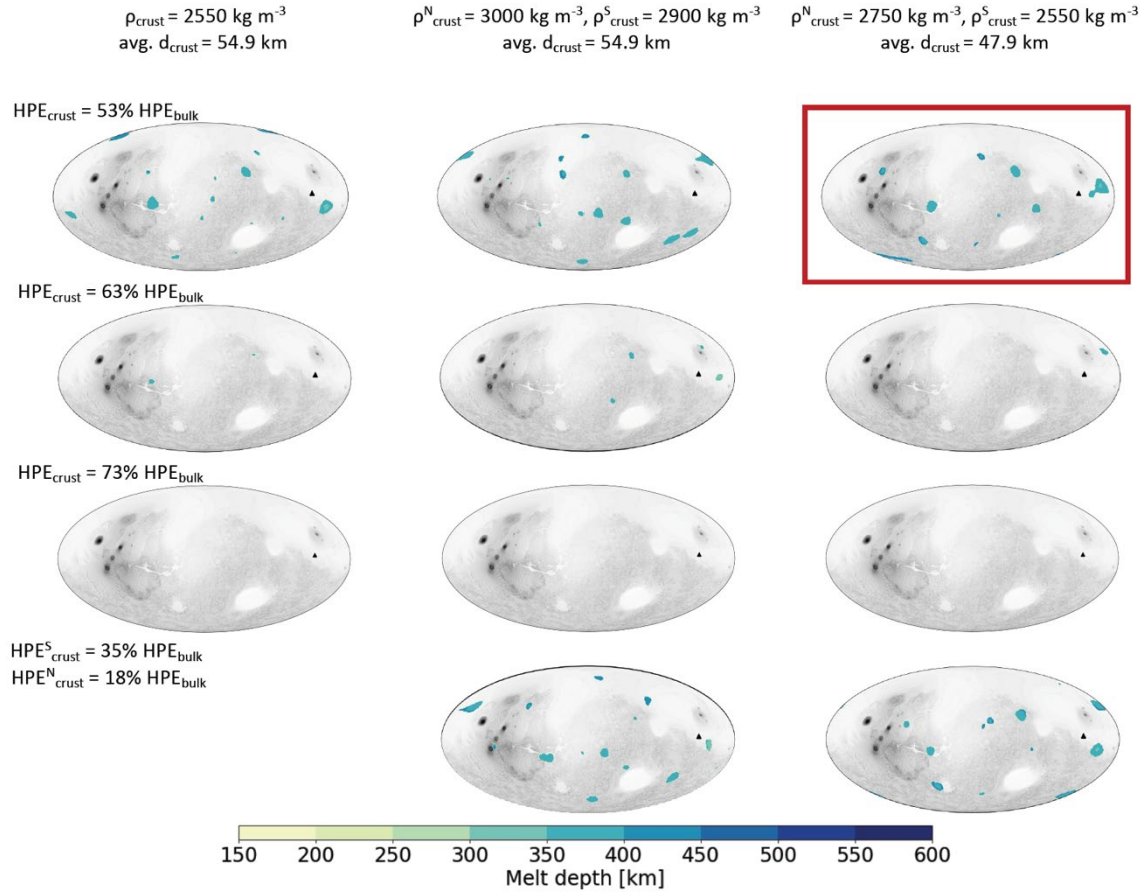 ρcrust = 2550 kg m⁻³
avg. dcrust = 54.9 km
ρᴺcrust = 3000 kg m⁻³, ρˢcrust = 2900 kg m⁻³
avg. dcrust = 54.9 km
ρᴺcrust = 2750 kg m⁻³, ρˢcrust = 2550 kg m⁻³
avg. dcrust = 47.9 km
HPEcrust = 53% HPEbulk
HPEcrust = 63% HPEbulk
HPEcrust = 73% HPEbulk
HPEˢcrust = 35% HPEbulk
HPEᴺcrust = 18% HPEbulk
150 200 250 300 350 400 450 500 550 600
Melt depth [km]